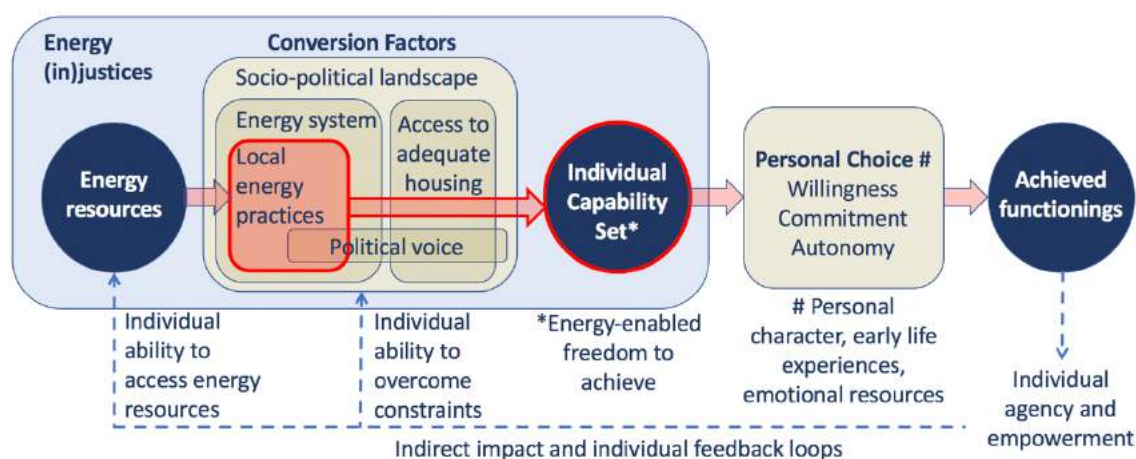 Energy
(in)justices
Conversion Factors
Socio-political landscape
Energy system
Local
energy
practices
Access to
adequate
housing
Political voice
Energy
resources
Individual
Capability
Set*
Personal Choice #
Willingness
Commitment
Autonomy
Achieved
functionings
Individual
ability to
access energy
resources
Individual
ability to
overcome
constraints
*Energy-enabled
freedom to
achieve
# Personal
character, early life
experiences,
emotional resources
Individual
agency and
empowerment
Indirect impact and individual feedback loops